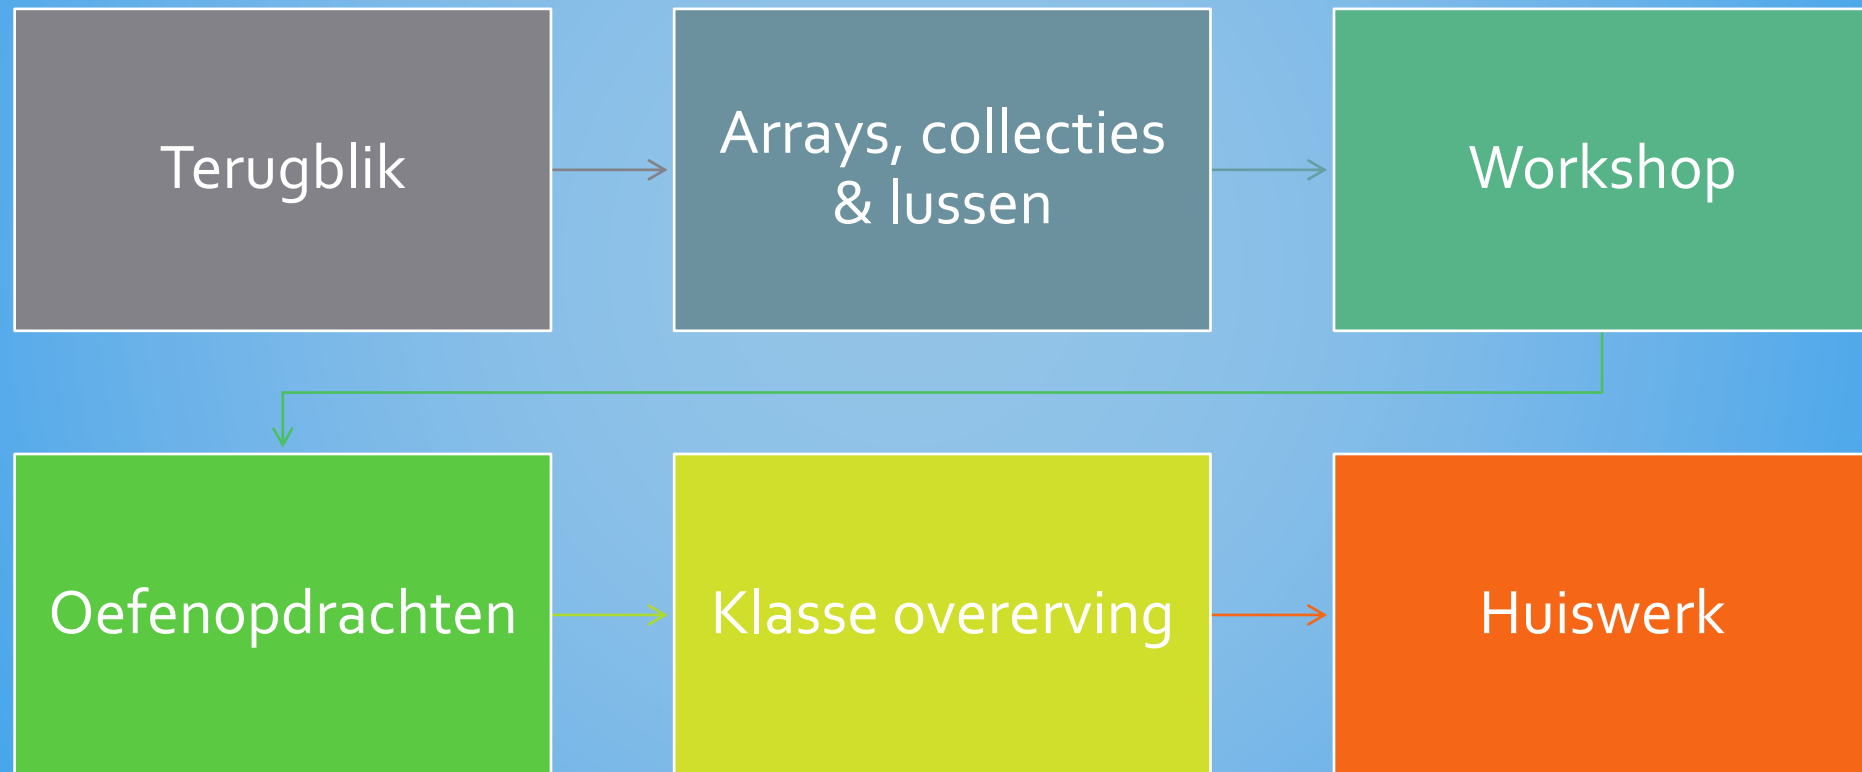 Terugblik
Arrays, collecties
& lussen
Workshop
Oefenopdrachten
Klasse overerving
Huiswerk